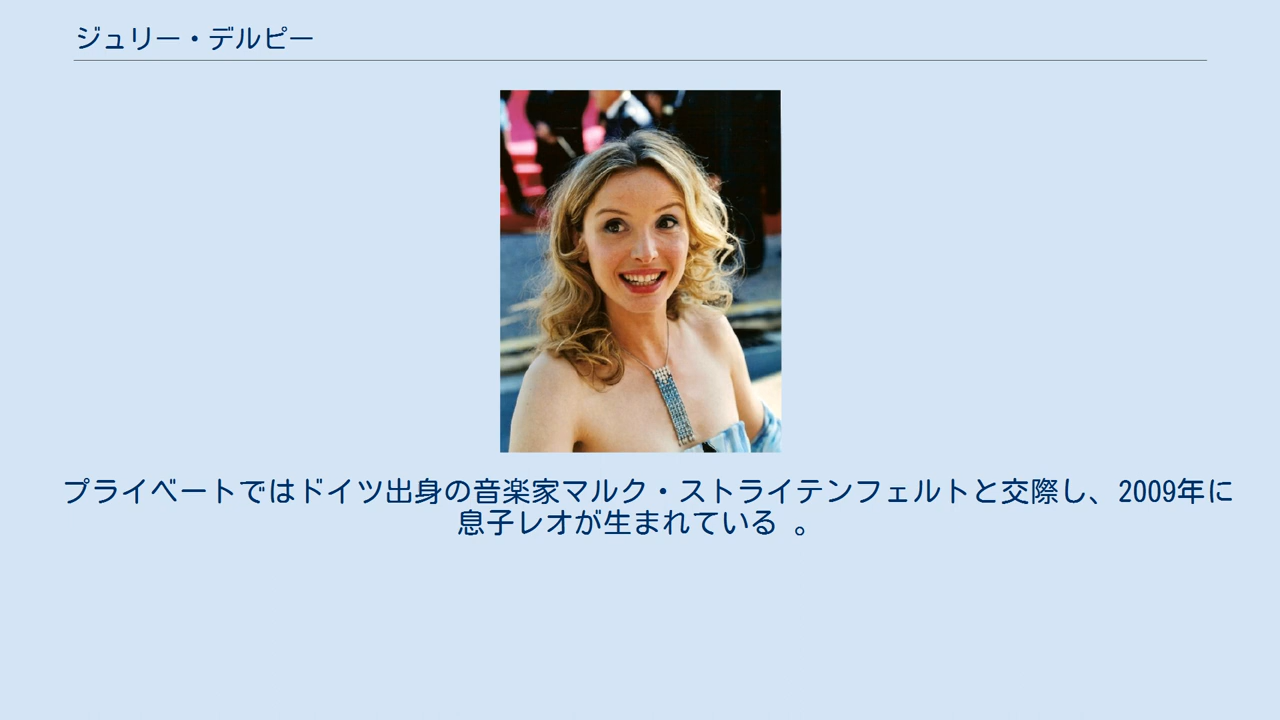 ジュリー・デルピー
プライベートではドイツ出身の音楽家マルク・ストライテンフェルトと交際し、2009年に
息子レオが生まれている 。